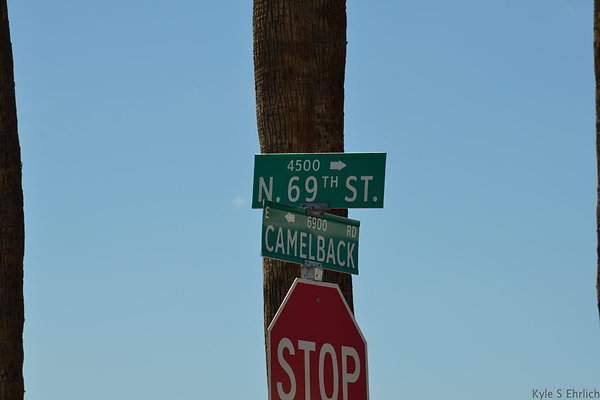 4500 →
N. 69TH ST.
E ← 6900 RD
CAMELBACK
STOP
Kyle S Ehrlich